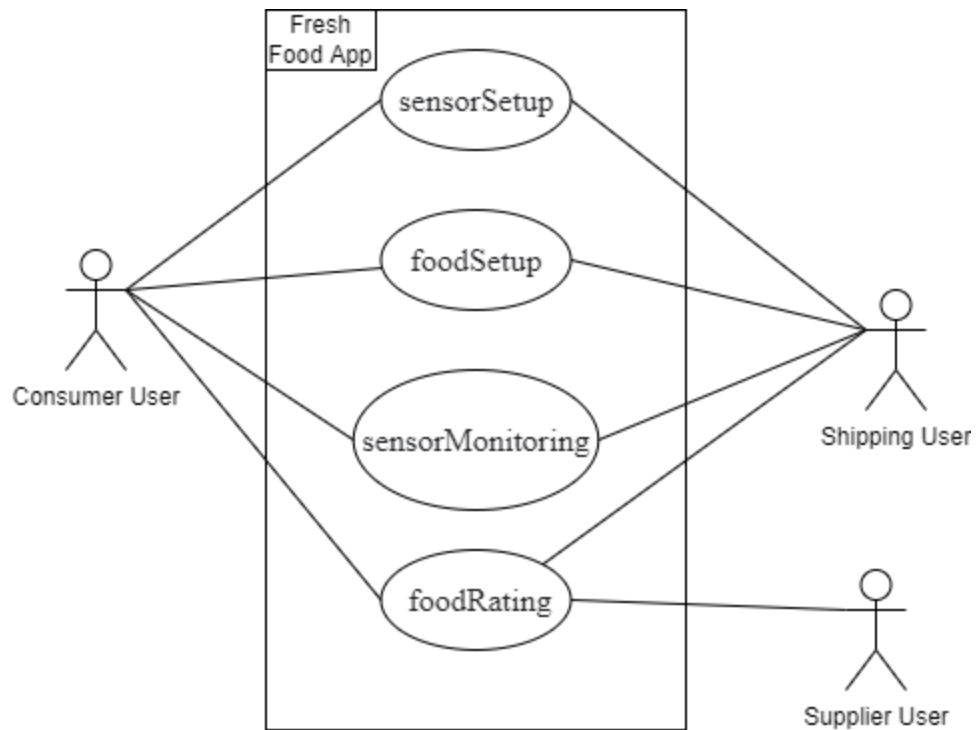 Fresh
Food App
sensorSetup
foodSetup
Consumer User
sensorMonitoring
Shipping User
foodRating
Supplier User